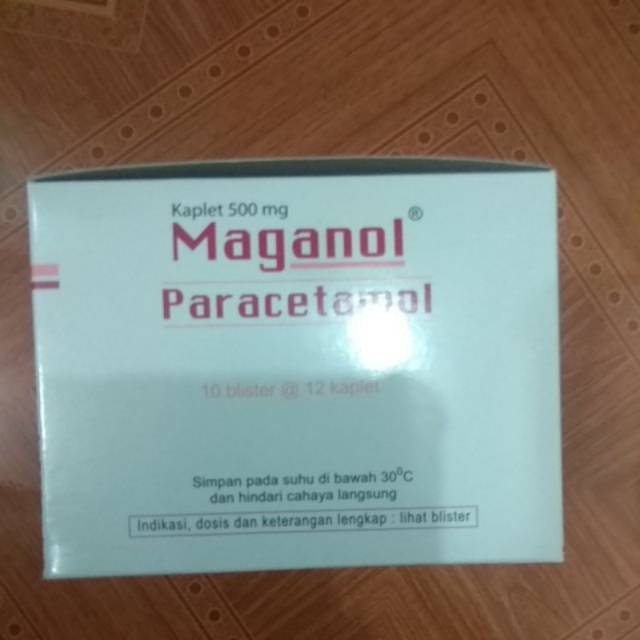 Kaplet 500 mg
Maganol®
Paracetamol
10 blister @ 12 kaplet
Simpan pada suhu di bawah 30⁰C
dan hindari cahaya langsung
Indikasi, dosis dan keterangan lengkap : lihat blister